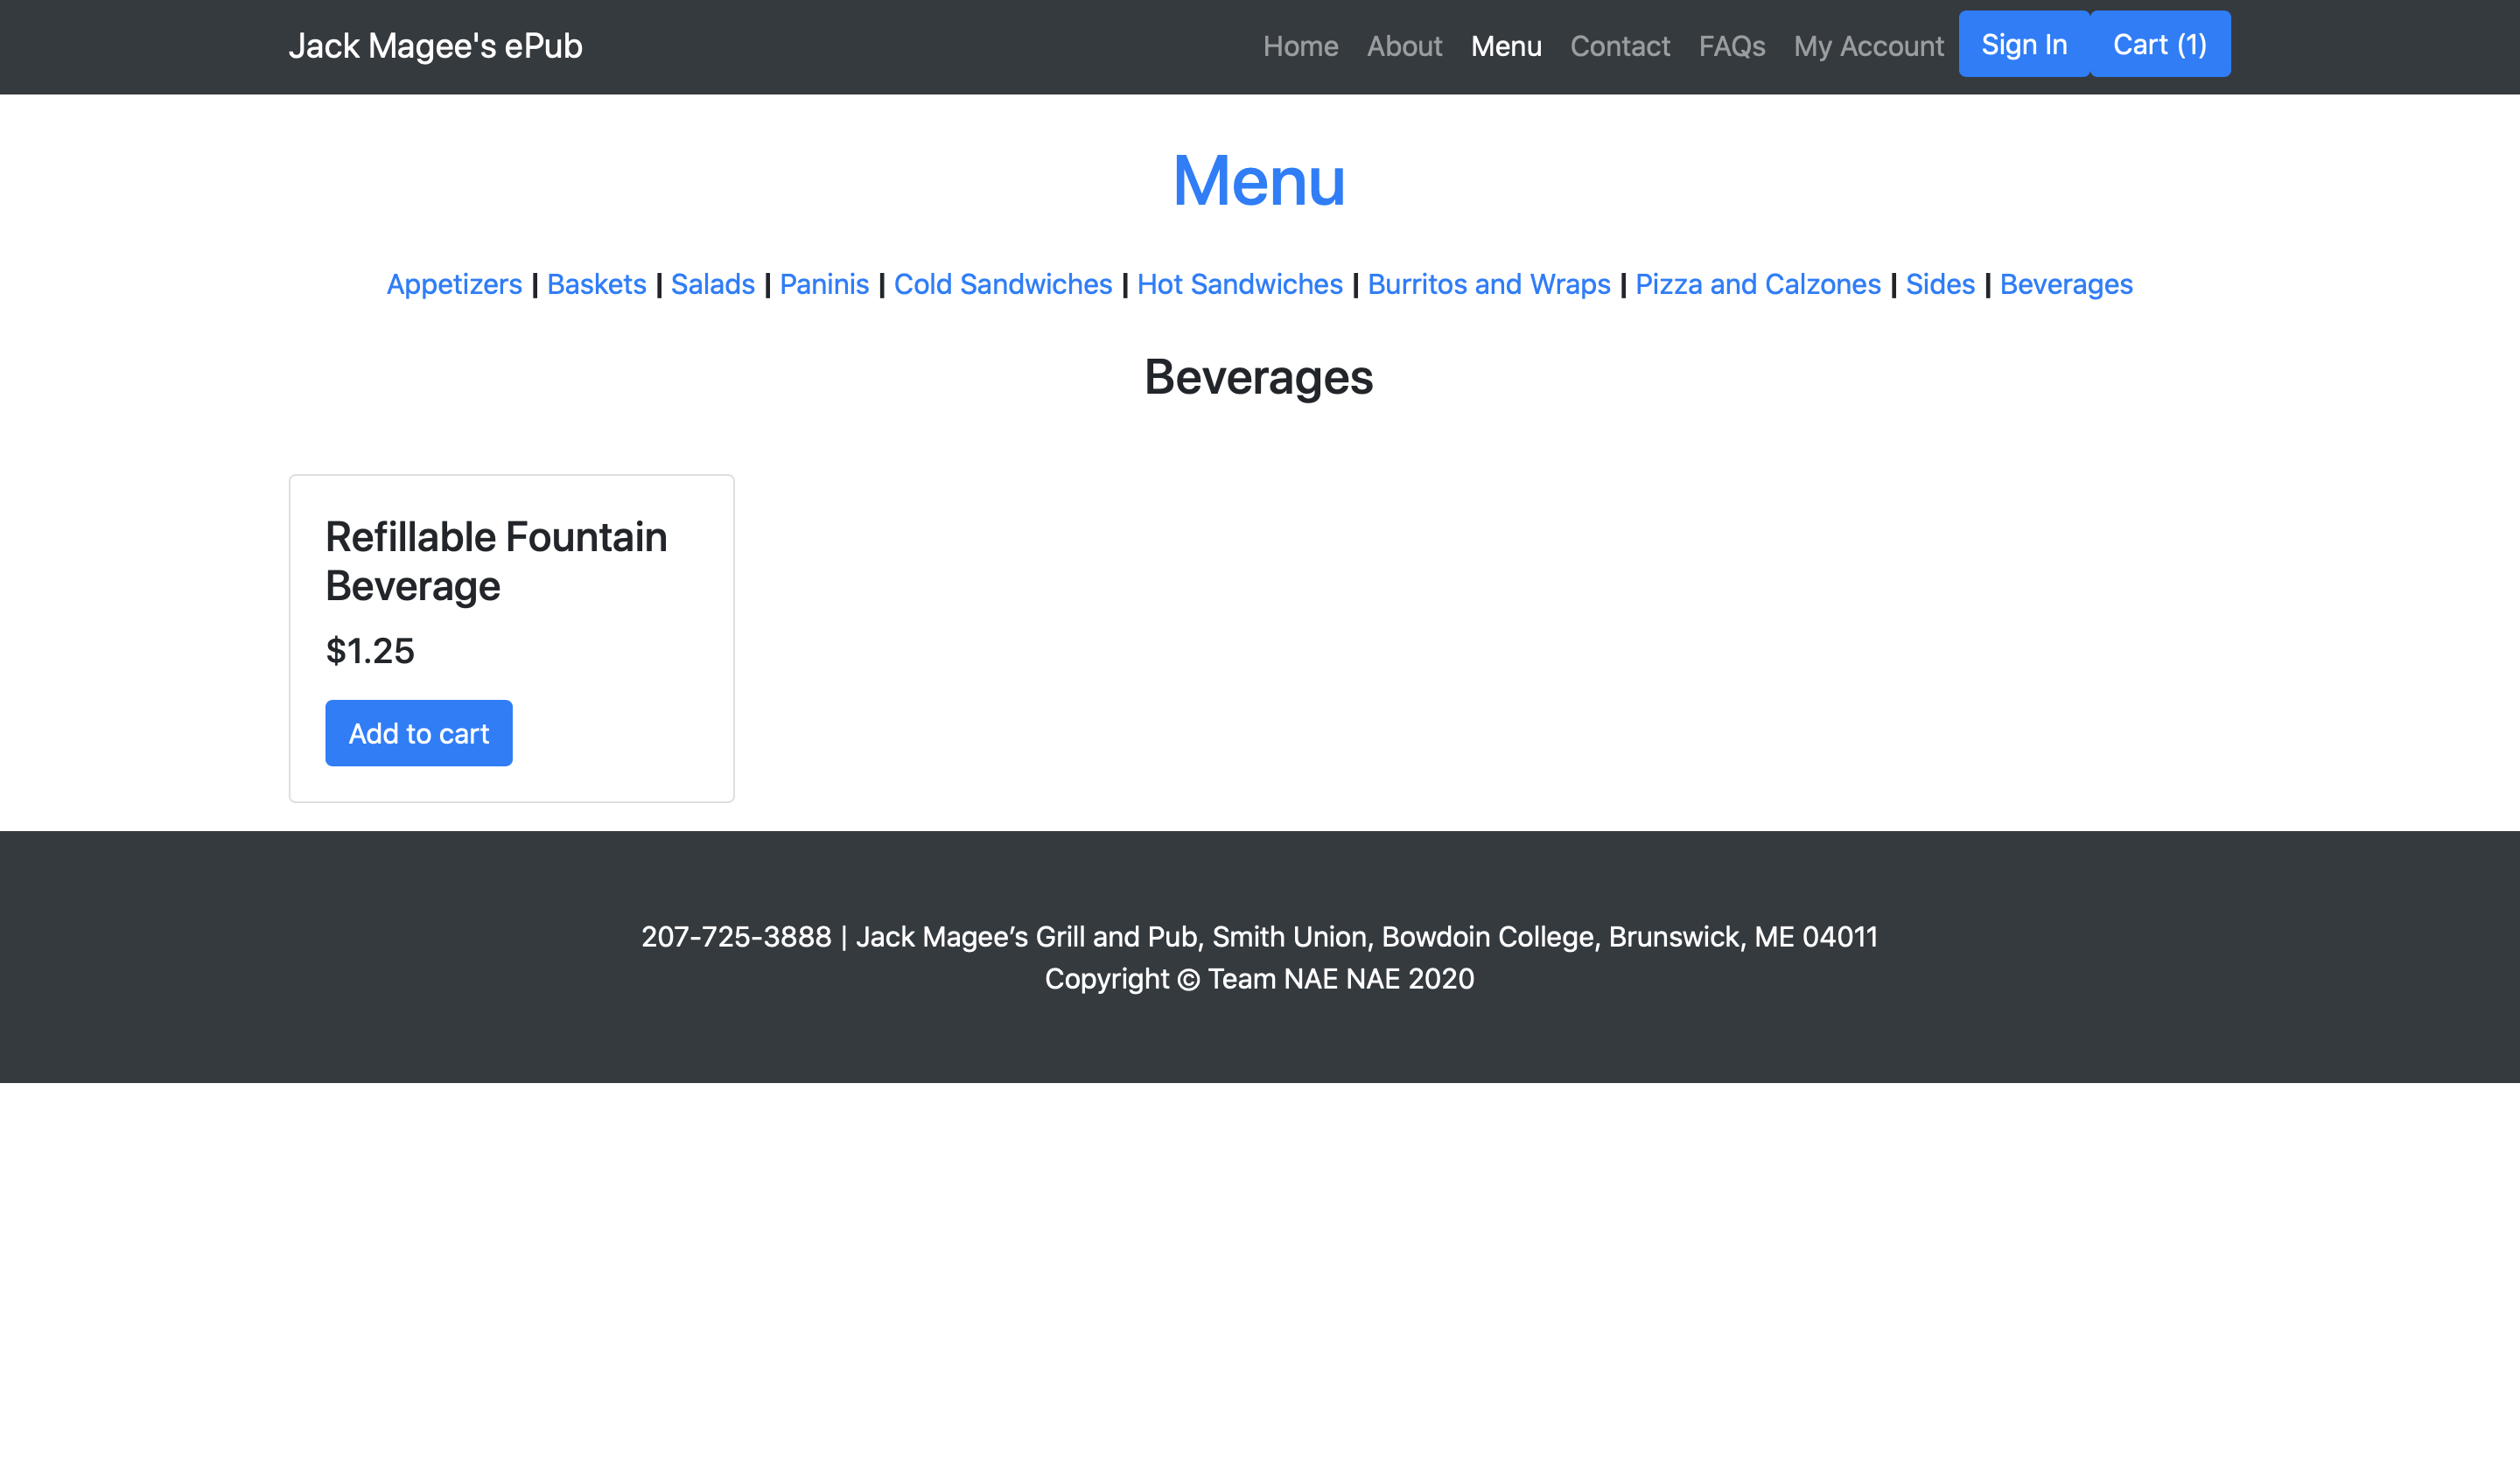 Jack Magee's ePub Home About Menu Contact FAQs My Account Sign In Cart (1)
Menu
Appetizers | Baskets | Salads | Paninis | Cold Sandwiches | Hot Sandwiches | Burritos and Wraps | Pizza and Calzones | Sides | Beverages
Beverages
Refillable Fountain
Beverage
$1.25
Add to cart
207-725-3888 | Jack Magee’s Grill and Pub, Smith Union, Bowdoin College, Brunswick, ME 04011
Copyright © Team NAE NAE 2020